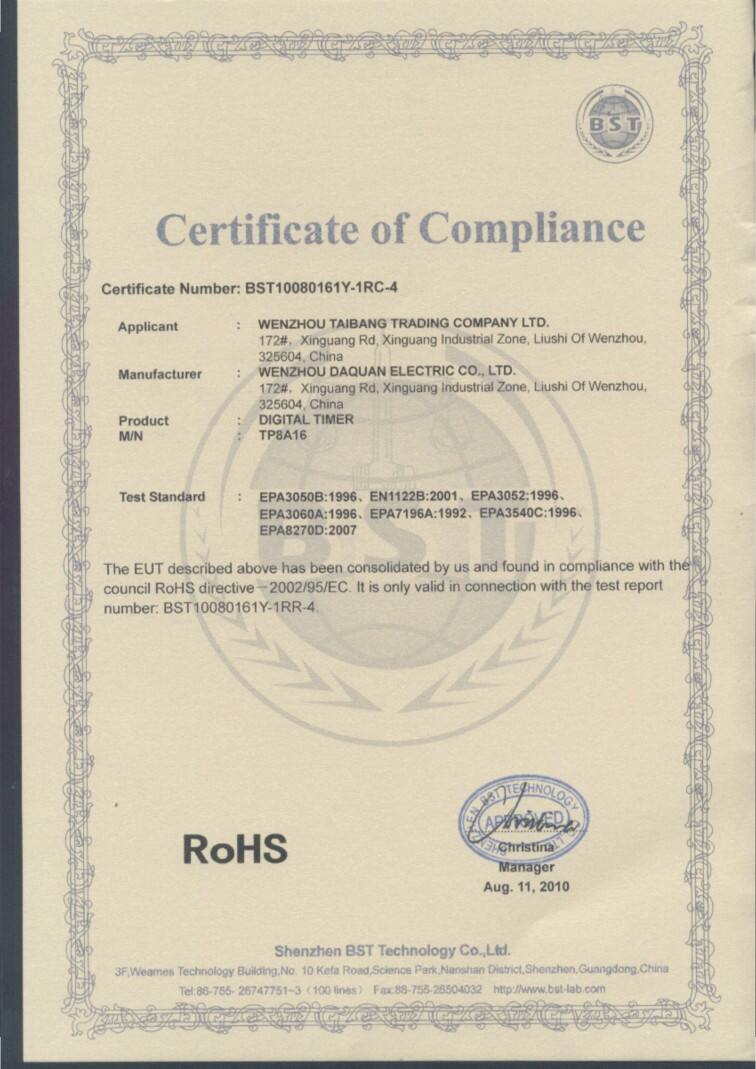 BST
Certificate of Compliance
Certificate Number: BST10080161Y-1RC-4
Applicant : WENZHOU TAIBANG TRADING COMPANY LTD.
172#, Xinguang Rd, Xinguang Industrial Zone, Liushi Of Wenzhou,
325604, China
Manufacturer : WENZHOU DAQUAN ELECTRIC CO., LTD.
172#, Xinguang Rd, Xinguang Industrial Zone, Liushi Of Wenzhou,
325604, China
Product : DIGITAL TIMER
M/N : TP8A16
Test Standard : EPA3050B:1996、EN1122B:2001、EPA3052:1996、
EPA3060A:1996、EPA7196A:1992、EPA3540C:1996、
EPA8270D:2007
BST
The EUT described above has been consolidated by us and found in compliance with the
council RoHS directive－2002/95/EC. It is only valid in connection with the test report
number: BST10080161Y-1RR-4.
RoHS
SHENZHEN BST TECHNOLOGY CO., LTD
APPROVED
Christina
Manager
Aug. 11, 2010
Shenzhen BST Technology Co.,Ltd.
3F,Weames Technology Building,No. 10 Kefa Road,Science Park,Nanshan District,Shenzhen,Guangdong,China
Tel:86-755- 26747751~3（100 lines） Fax:86-755-26504032 http://www.bst-lab.com